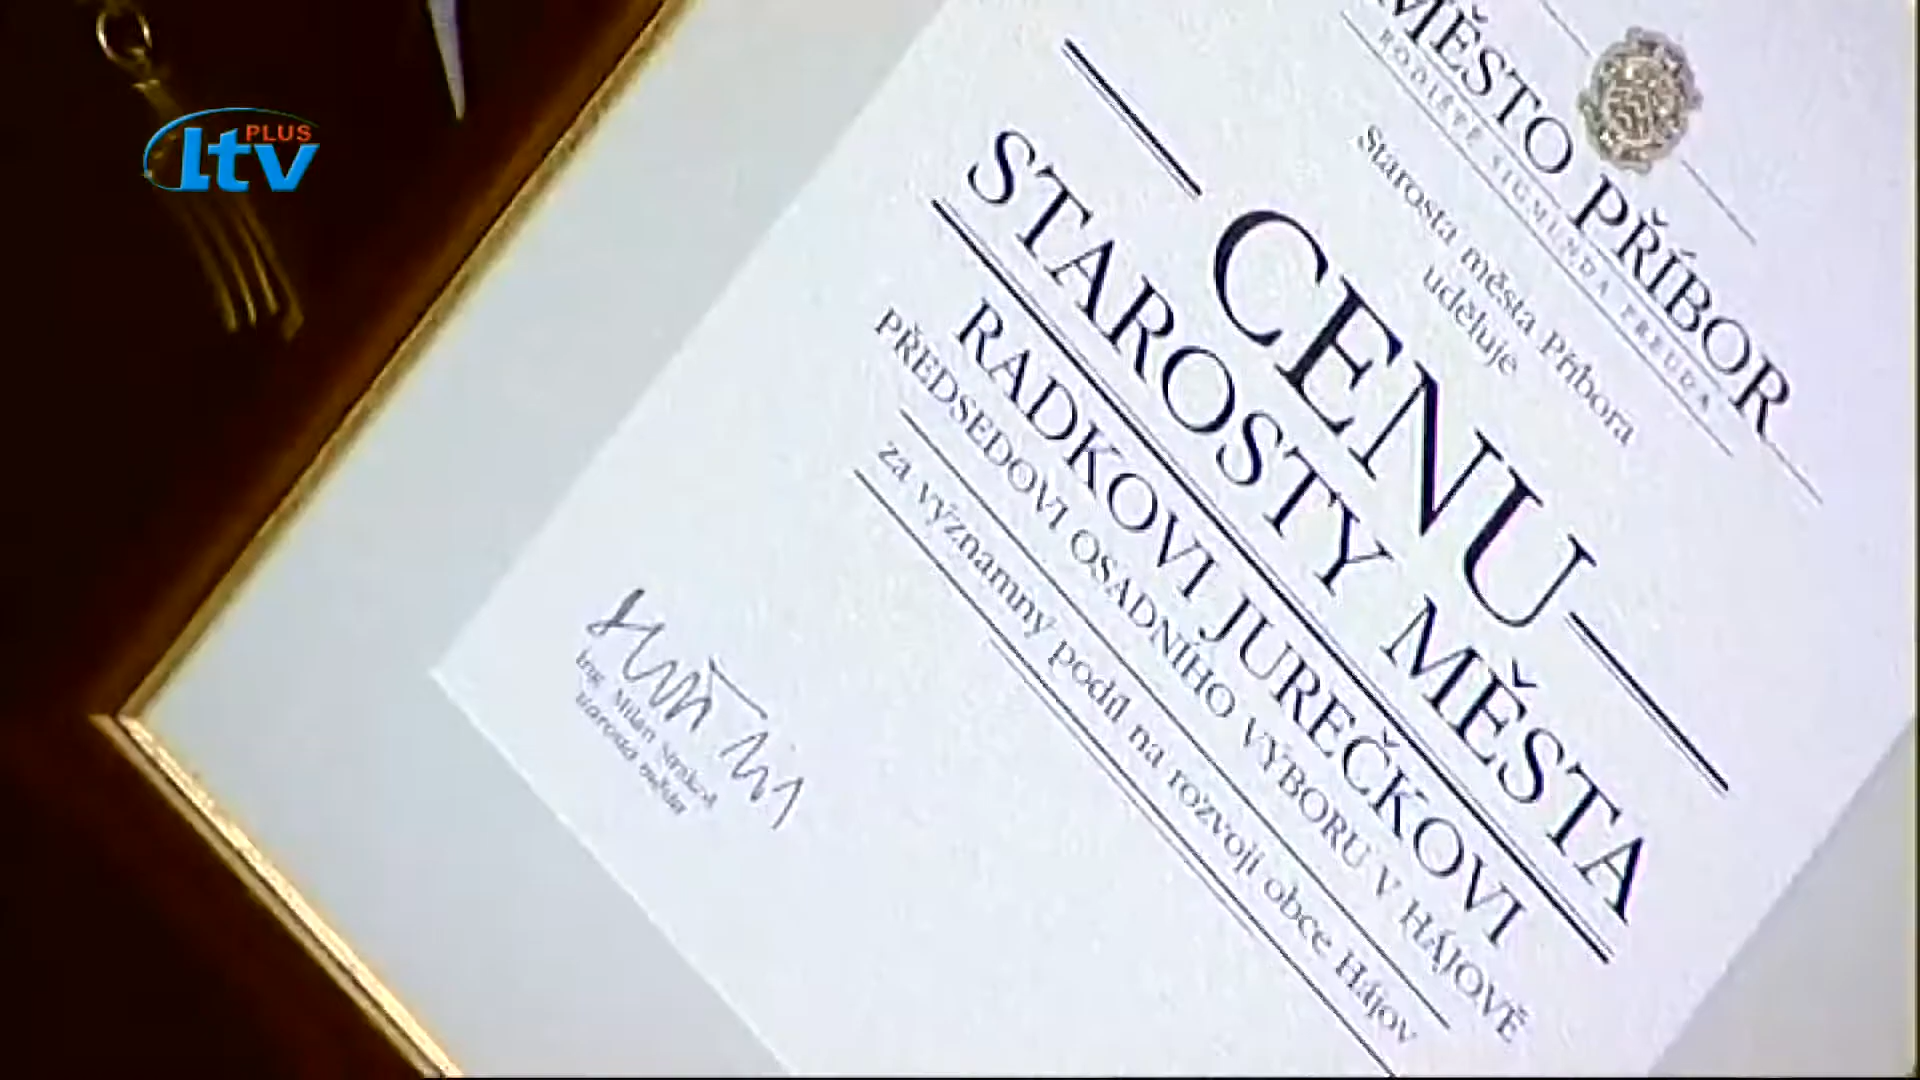 LTV PLUS
MĚSTO PŘÍBOR
RODIŠTĚ SIGMUNDA FREUDA
Starosta města Příbora
uděluje
CENU
STAROSTY MĚSTA
RADKOVI JUREČKOVI
PŘEDSEDOVI OSADNÍHO VÝBORU V HÁJOVĚ
za významný podíl na rozvoji obce Hájov
Ing. Milan Strakoš
starosta města